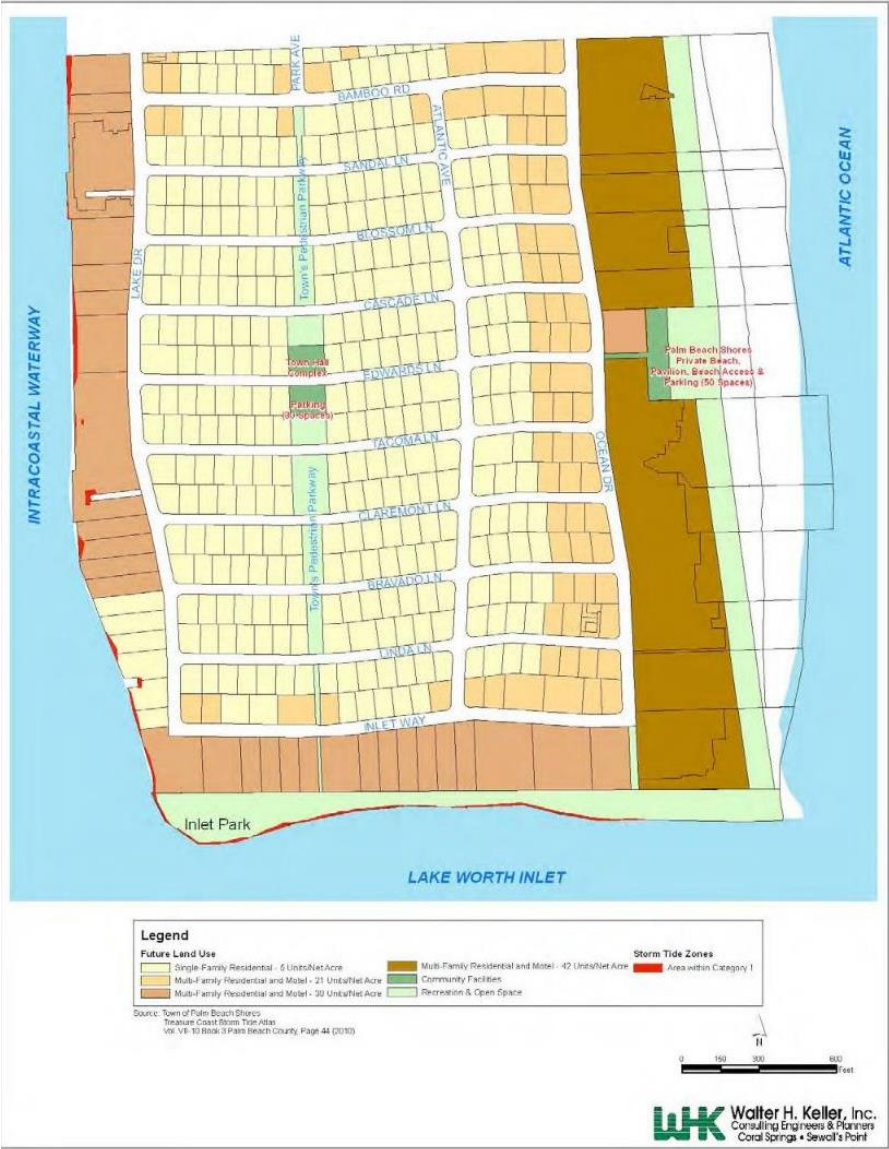 PARK AVE
BAMBOO RD
ATLANTIC AVE
SANDAL LN
Town's Pedestrian Parkway
BLOSSOM LN
LAKE DR
CASCADE LN
ATLANTIC OCEAN
INTRACOASTAL WATERWAY
Town Hall
Complex
EDWARDS LN
Palm Beach Shores
Private Beach,
Pavilion, Beach Access &
Parking (50 Spaces)
Parking
(30 Spaces)
TACOMA LN
OCEAN DR
Town's Pedestrian Parkway
CLAREMONT LN
BRAVADO LN
LINDA LN
INLET WAY
Inlet Park
LAKE WORTH INLET
Legend
Future Land Use
Single-Family Residential - 5 Units/Net Acre
Multi-Family Residential and Motel - 21 Units/Net Acre
Multi-Family Residential and Motel - 30 Units/Net Acre
Multi-Family Residential and Motel - 42 Units/Net Acre
Community Facilities
Recreation & Open Space
Storm Tide Zones
Area within Category 1
Source: Town of Palm Beach Shores
Treasure Coast Storm Tide Atlas
Vol. VII-10 Book 3 Palm Beach County, Page 44 (2010)
N
0 150 300 600
Feet
WHK Walter H. Keller, Inc.
Consulting Engineers & Planners
Coral Springs • Sewall's Point